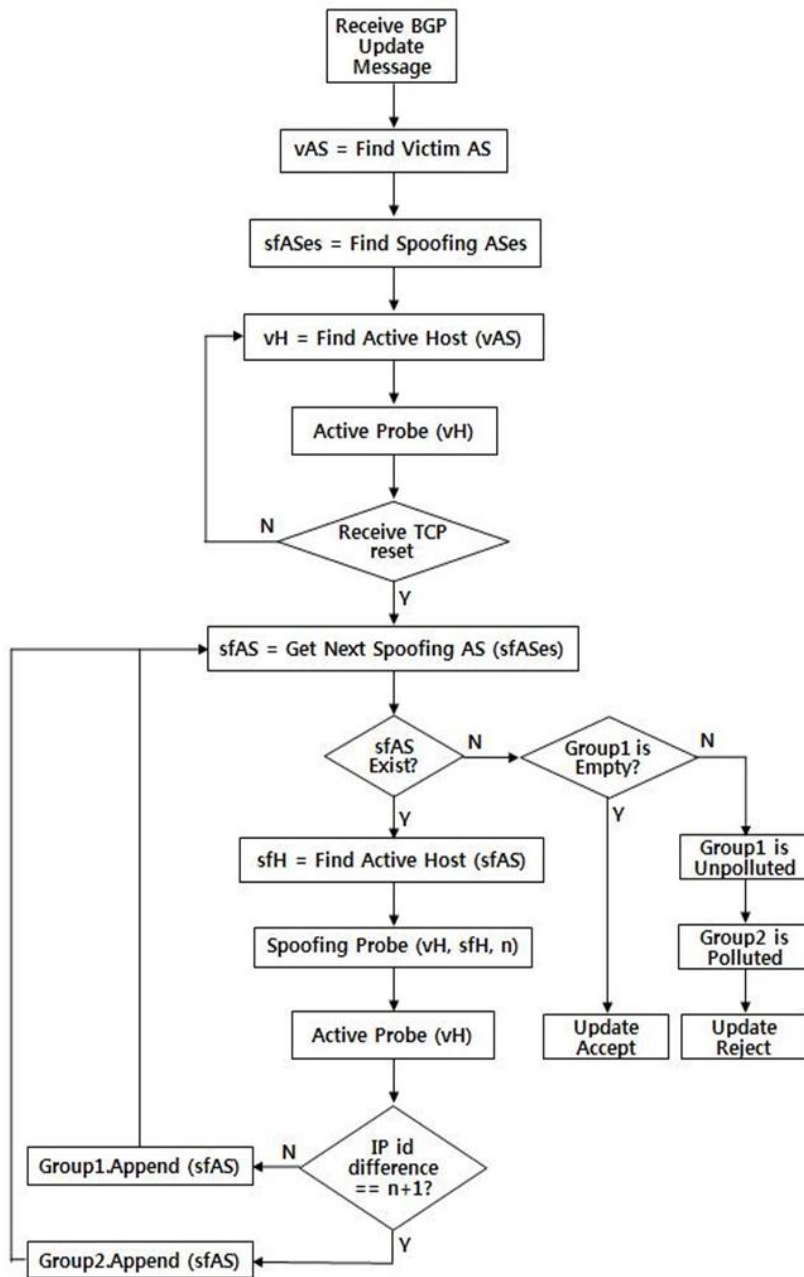 Receive BGP
Update
Message
vAS = Find Victim AS
sfASes = Find Spoofing ASes
vH = Find Active Host (vAS)
Active Probe (vH)
N
Receive TCP
reset
Y
sfAS = Get Next Spoofing AS (sfASes)
sfAS
Exist?
N
Group1 is
Empty?
N
Y
Y
sfH = Find Active Host (sfAS)
Group1 is
Unpolluted
Spoofing Probe (vH, sfH, n)
Group2 is
Polluted
Active Probe (vH)
Update
Accept
Update
Reject
Group1.Append (sfAS)
N
IP id
difference
== n+1?
Y
Group2.Append (sfAS)